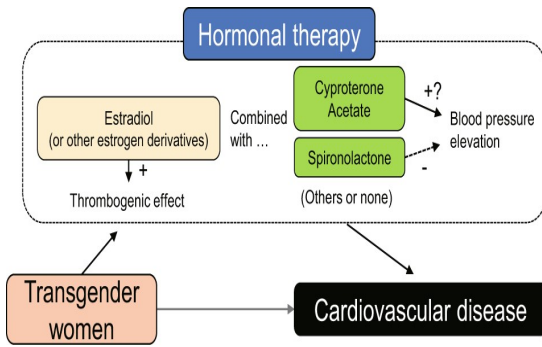 Hormonal therapy
Estradiol
(or other estrogen derivatives)
+
Thrombogenic effect
Combined
with ...
Cyproterone
Acetate
Spironolactone
(Others or none)
+?
-
Blood pressure
elevation
Transgender
women
Cardiovascular disease